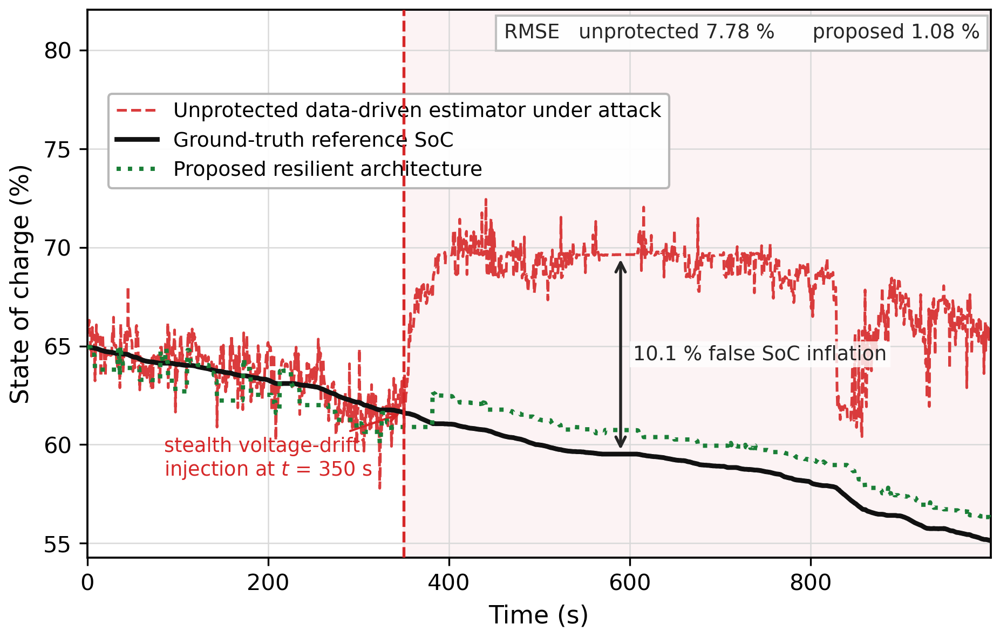 RMSE unprotected 7.78 % proposed 1.08 %
80
Unprotected data-driven estimator under attack
Ground-truth reference SoC
Proposed resilient architecture
75
70
65
60
55
State of charge (%)
10.1 % false SoC inflation
stealth voltage-drift
injection at t = 350 s
0 200 400 600 800
Time (s)